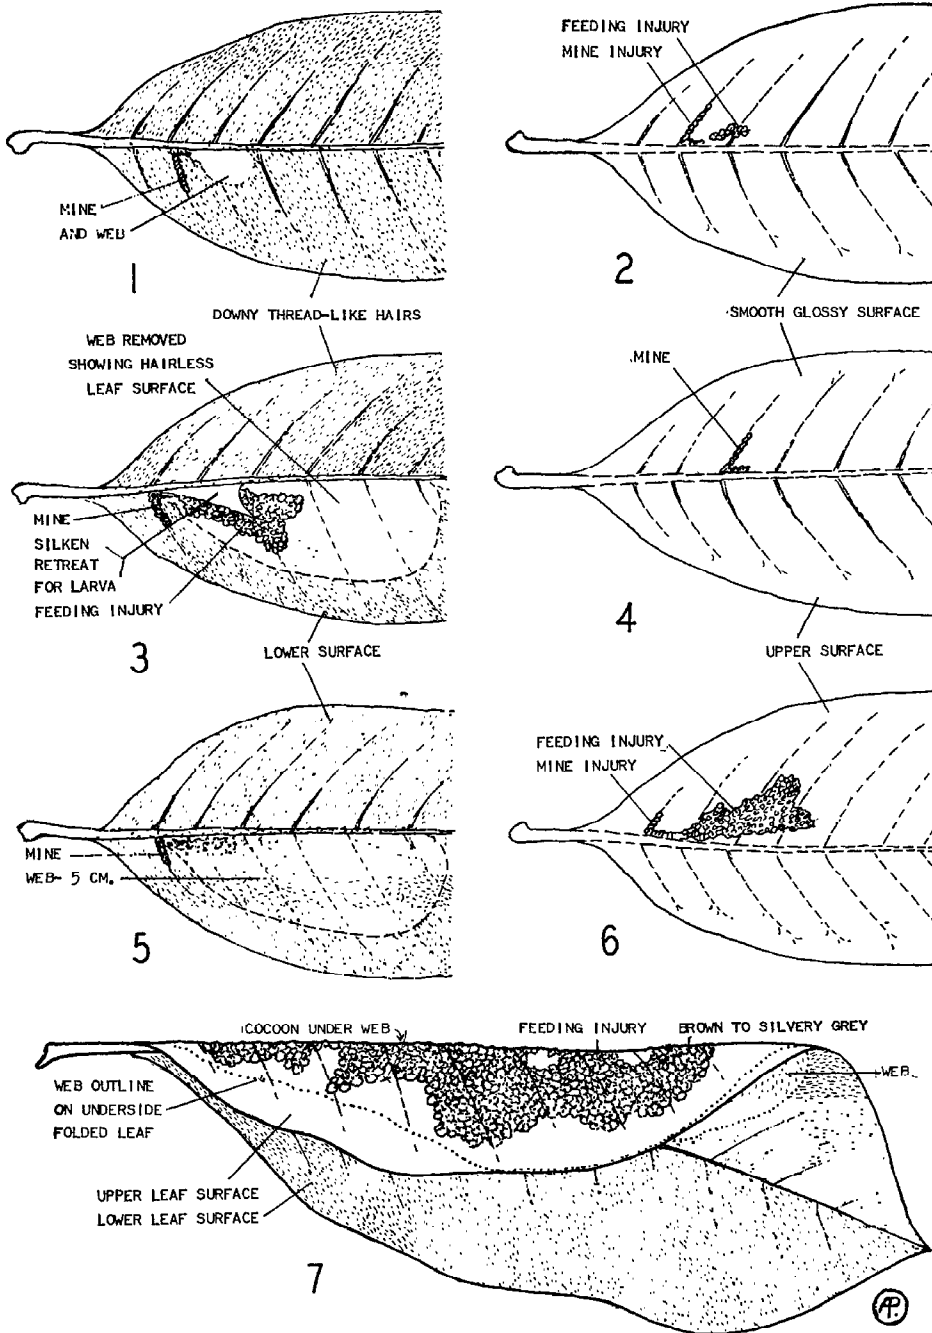 MINE
AND WEB
1
FEEDING INJURY
MINE INJURY
2
DOWNY THREAD-LIKE HAIRS
SMOOTH GLOSSY SURFACE
WEB REMOVED
SHOWING HAIRLESS
LEAF SURFACE
MINE
SILKEN
RETREAT
FOR LARVA
FEEDING INJURY
3
MINE
4
LOWER SURFACE
UPPER SURFACE
MINE
WEB- 5 CM.
5
FEEDING INJURY
MINE INJURY
6
COCOON UNDER WEB
FEEDING INJURY
BROWN TO SILVERY GREY
WEB OUTLINE
ON UNDERSIDE
FOLDED LEAF
WEB
UPPER LEAF SURFACE
LOWER LEAF SURFACE
7
AP.